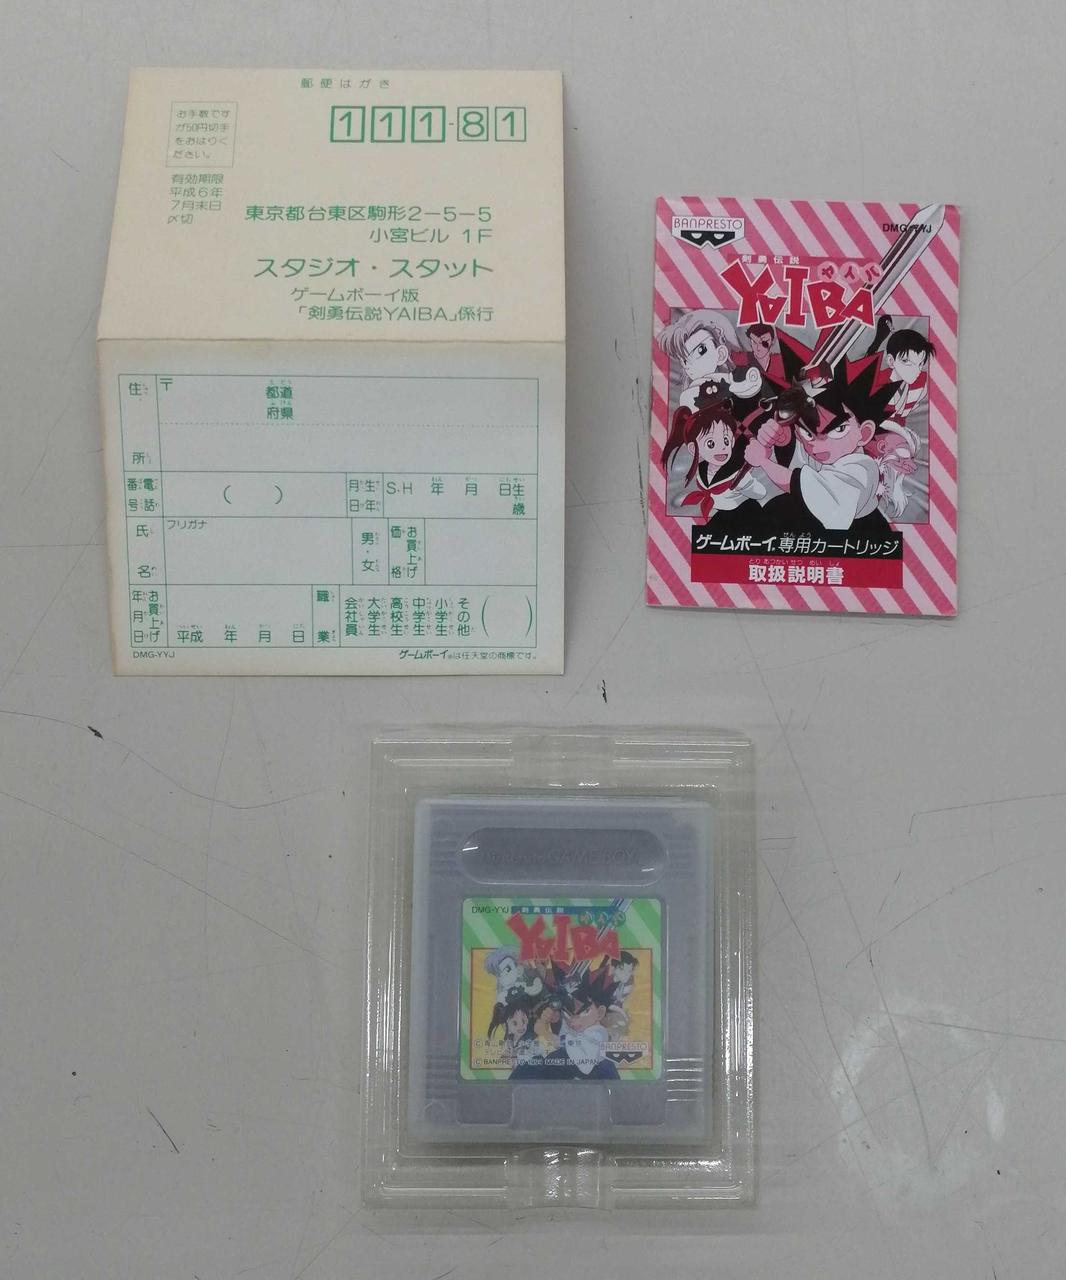 郵便はがき
111-81
お手数です
が50円切手
をおはりく
ださい。
有効期限
平成6年
7月末日
〆切
東京都台東区駒形2-5-5
小宮ビル 1F
スタジオ・スタット
ゲームボーイ版
「剣勇伝説YAIBA」係行
住所
〒
都道
府県
電話番号
( )
生年月日
S・H 年 月 日生
歳
氏名
フリガナ
男・女
お買上げ価格
お買上げ年月日
平成 年 月 日
職業
会社員
大学生
高校生
中学生
小学生
その他
( )
DMG-YYJ
ゲームボーイ®は任天堂の商標です。
BANPRESTO
DMG-YYJ
剣勇伝説
YAIBA
ヤイバ
ゲームボーイ®専用カートリッジ
取扱説明書
Nintendo GAME BOY
DMG-YYJ
剣勇伝説
ヤイバ
YAIBA
BANPRESTO
© BANPRESTO 1994 MADE IN JAPAN